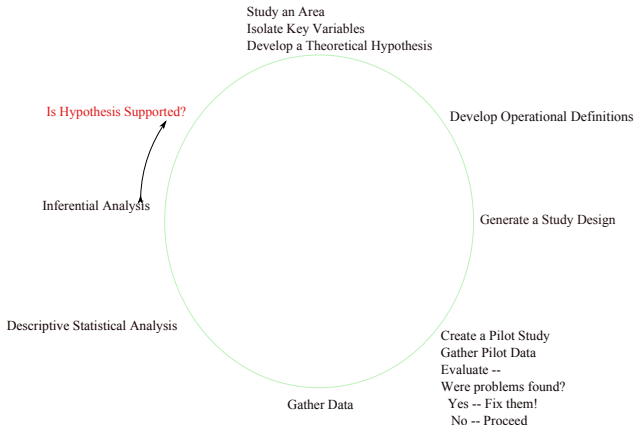 Study an Area
Isolate Key Variables
Develop a Theoretical Hypothesis
Is Hypothesis Supported?
Develop Operational Definitions
Inferential Analysis
Generate a Study Design
Descriptive Statistical Analysis
Create a Pilot Study
Gather Pilot Data
Evaluate --
Were problems found?
Yes -- Fix them!
No -- Proceed
Gather Data